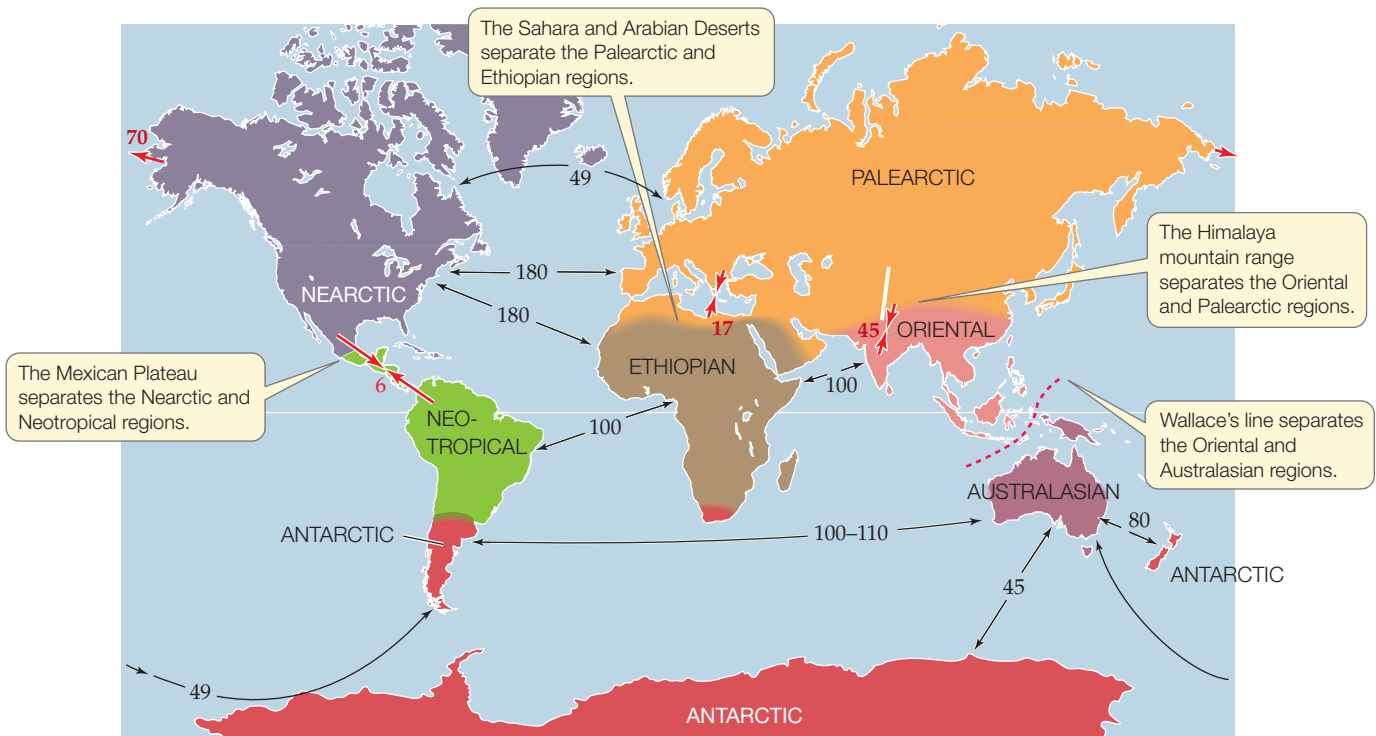 The Sahara and Arabian Deserts
separate the Palearctic and
Ethiopian regions.
70
49
PALEARCTIC
The Himalaya
mountain range
separates the Oriental
and Palearctic regions.
180
NEARCTIC
180
17
45
ORIENTAL
The Mexican Plateau
separates the Nearctic and
Neotropical regions.
6
ETHIOPIAN
100
NEO-
TROPICAL
100
Wallace’s line separates
the Oriental and
Australasian regions.
AUSTRALASIAN
ANTARCTIC
100–110
80
ANTARCTIC
45
49
ANTARCTIC